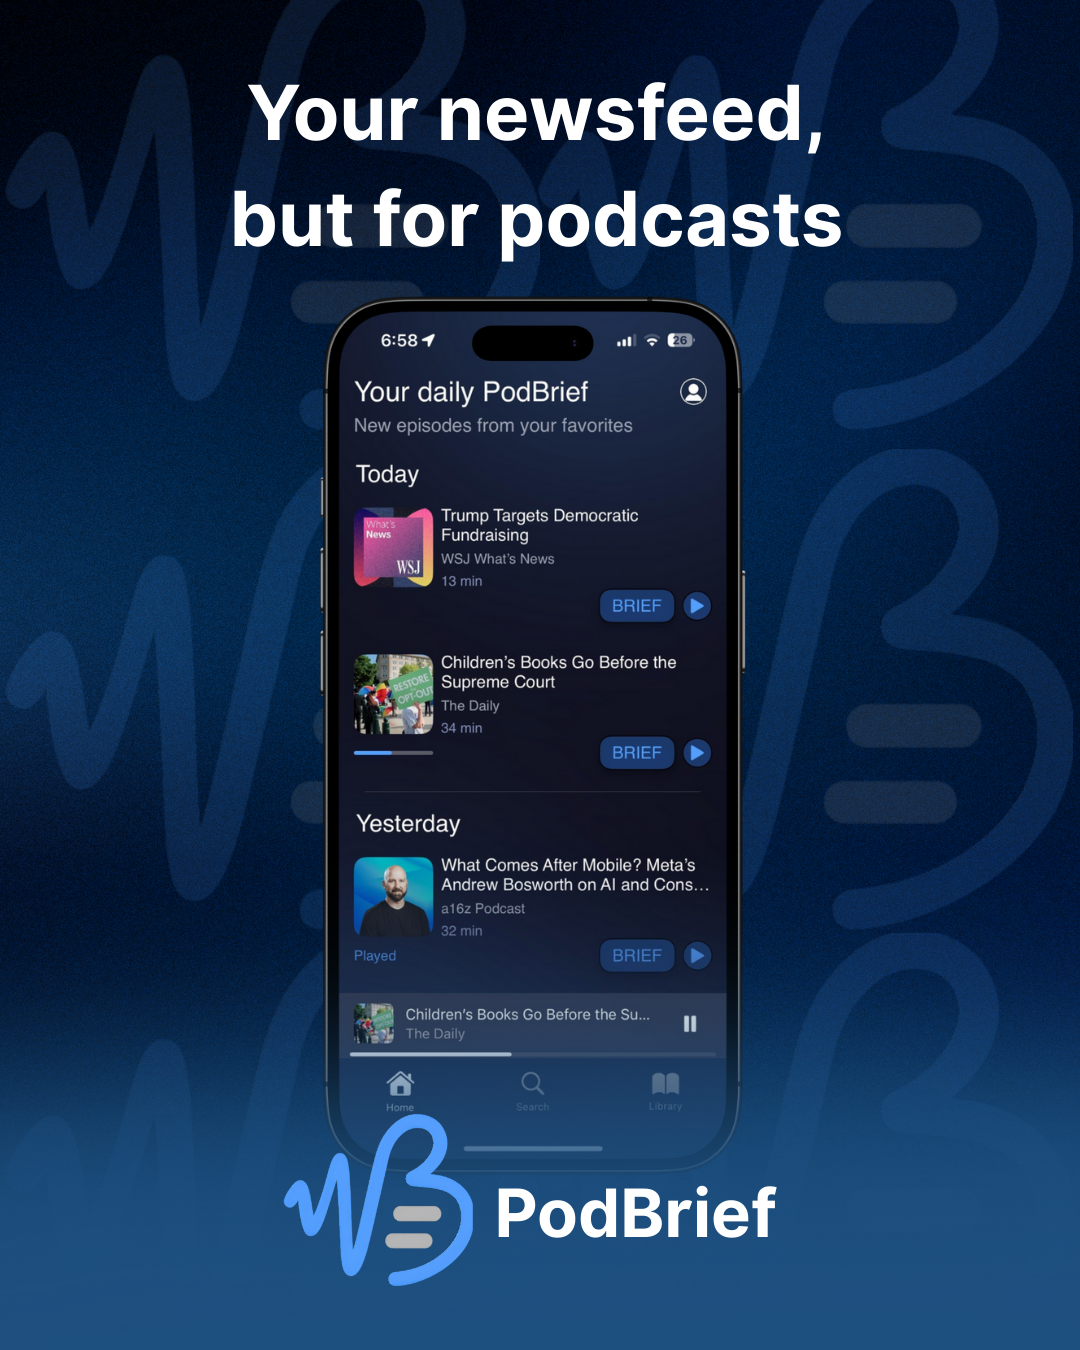 Your newsfeed,
but for podcasts
6:58
26
Your daily PodBrief
New episodes from your favorites
Today
What's
News
WSJ
Trump Targets Democratic
Fundraising
WSJ What's News
13 min
BRIEF
RESTORE
OPT-OUT
Children's Books Go Before the
Supreme Court
The Daily
34 min
BRIEF
Yesterday
What Comes After Mobile? Meta's
Andrew Bosworth on AI and Cons...
a16z Podcast
32 min
Played
BRIEF
Children's Books Go Before the Su...
The Daily
Home
Search
Library
PodBrief